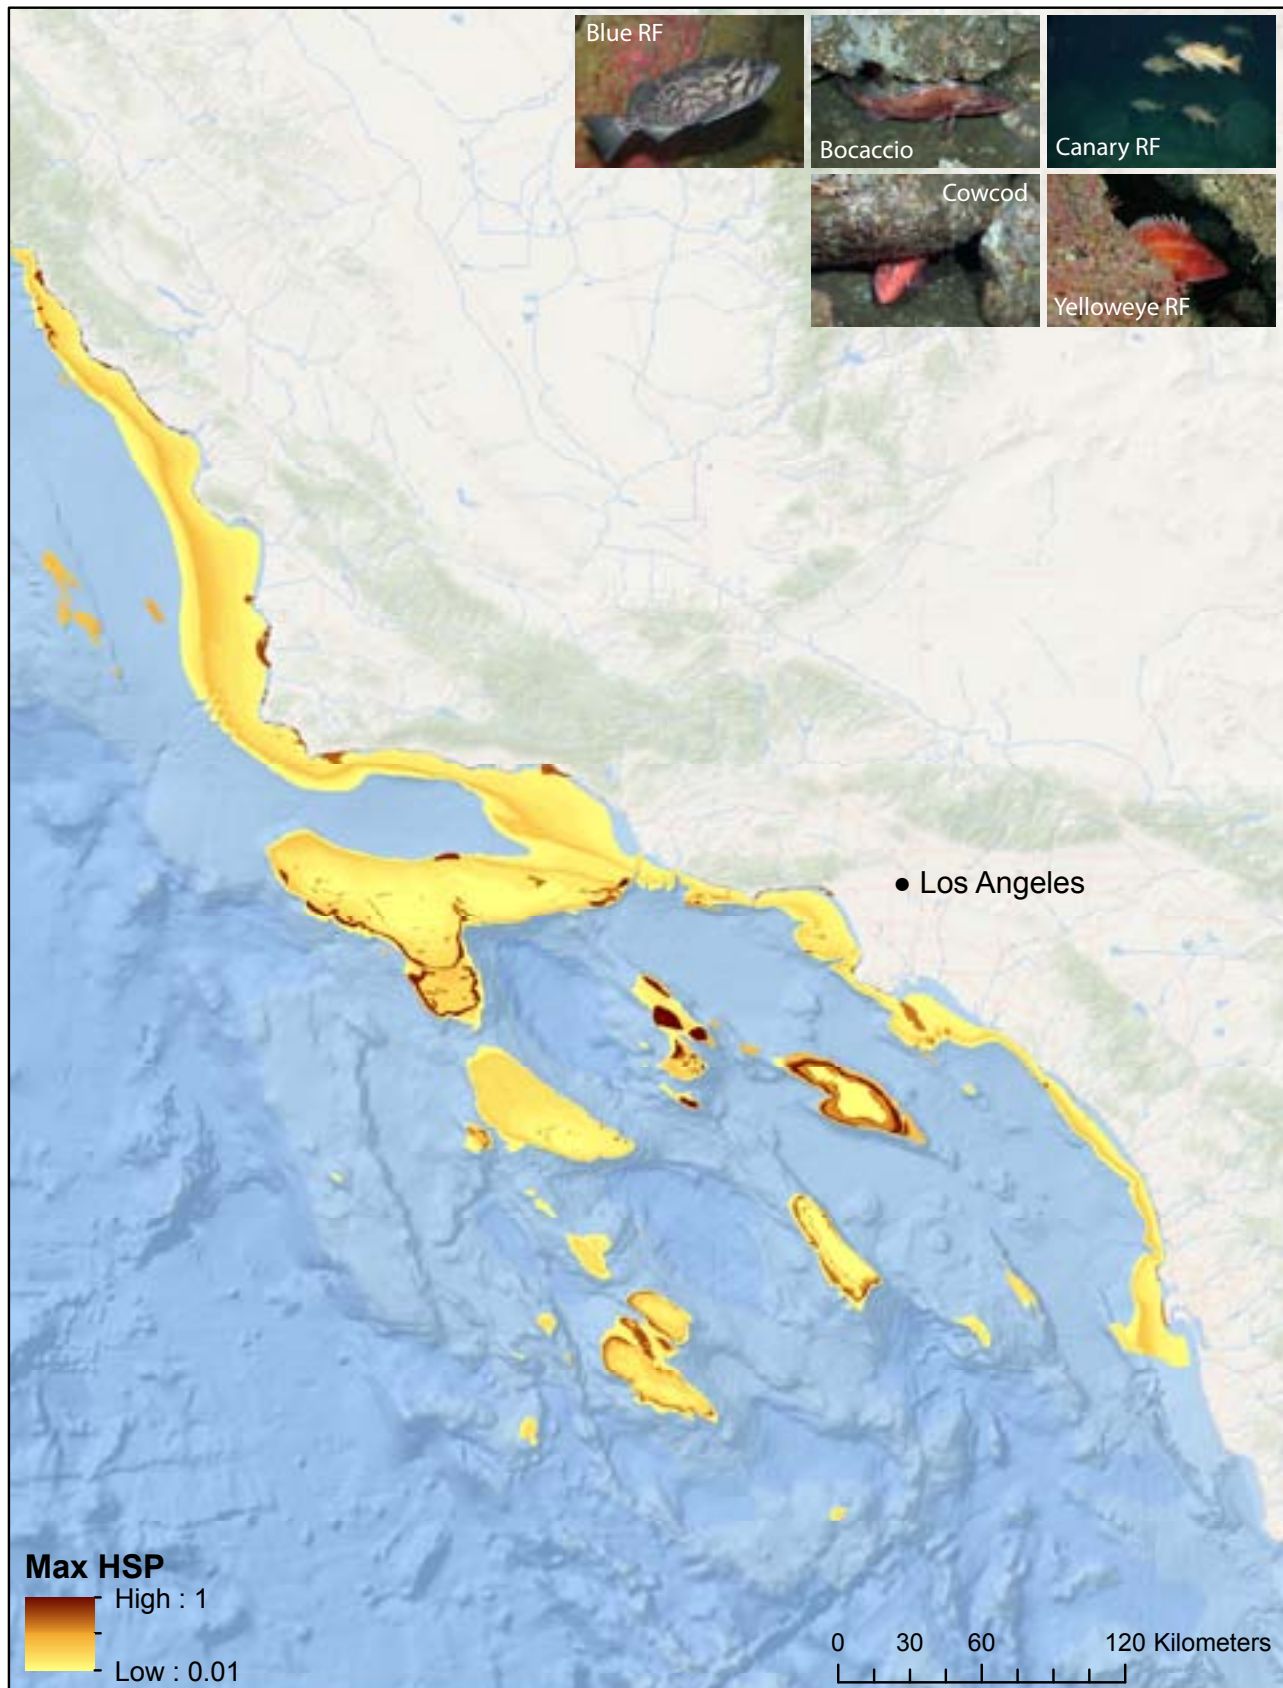 Blue RF
Bocaccio
Canary RF
Cowcod
Yelloweye RF
● Los Angeles
Max HSP
High : 1
Low : 0.01
0 30 60 120 Kilometers